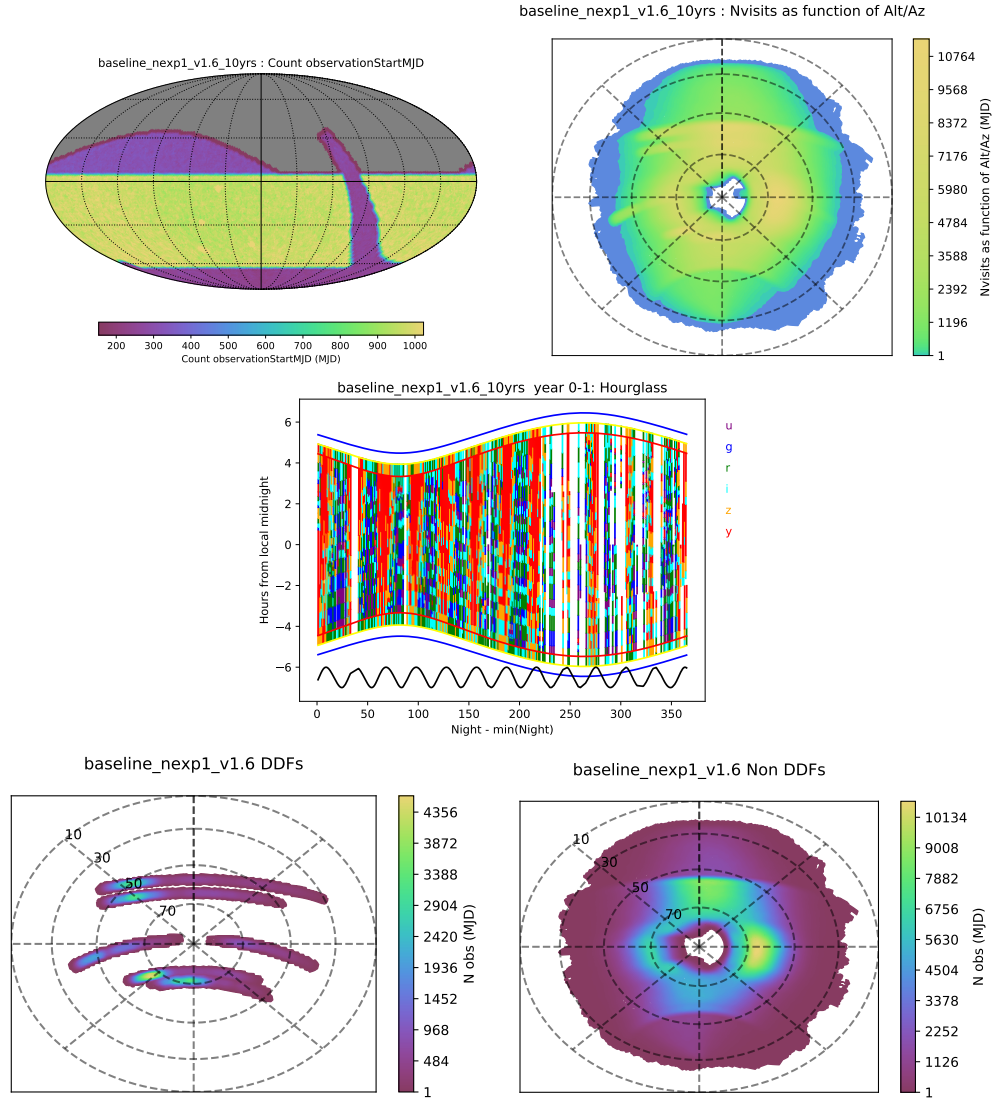 baseline_nexp1_v1.6_10yrs : Count observationStartMJD
200 300 400 500 600 700 800 900 1000
Count observationStartMJD (MJD)
baseline_nexp1_v1.6_10yrs : Nvisits as function of Alt/Az
10764
9568
8372
7176
5980
4784
3588
2392
1196
1
Nvisits as function of Alt/Az (MJD)
baseline_nexp1_v1.6_10yrs year 0-1: Hourglass
Hours from local midnight
6
4
2
0
−2
−4
−6
0 50 100 150 200 250 300 350
Night - min(Night)
u
g
r
i
z
y
baseline_nexp1_v1.6 DDFs
10
30
50
70
4356
3872
3388
2904
2420
1936
1452
968
484
1
N obs (MJD)
baseline_nexp1_v1.6 Non DDFs
10
30
50
70
10134
9008
7882
6756
5630
4504
3378
2252
1126
1
N obs (MJD)